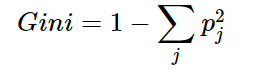 Gini = 1 − ∑_j p_j^2